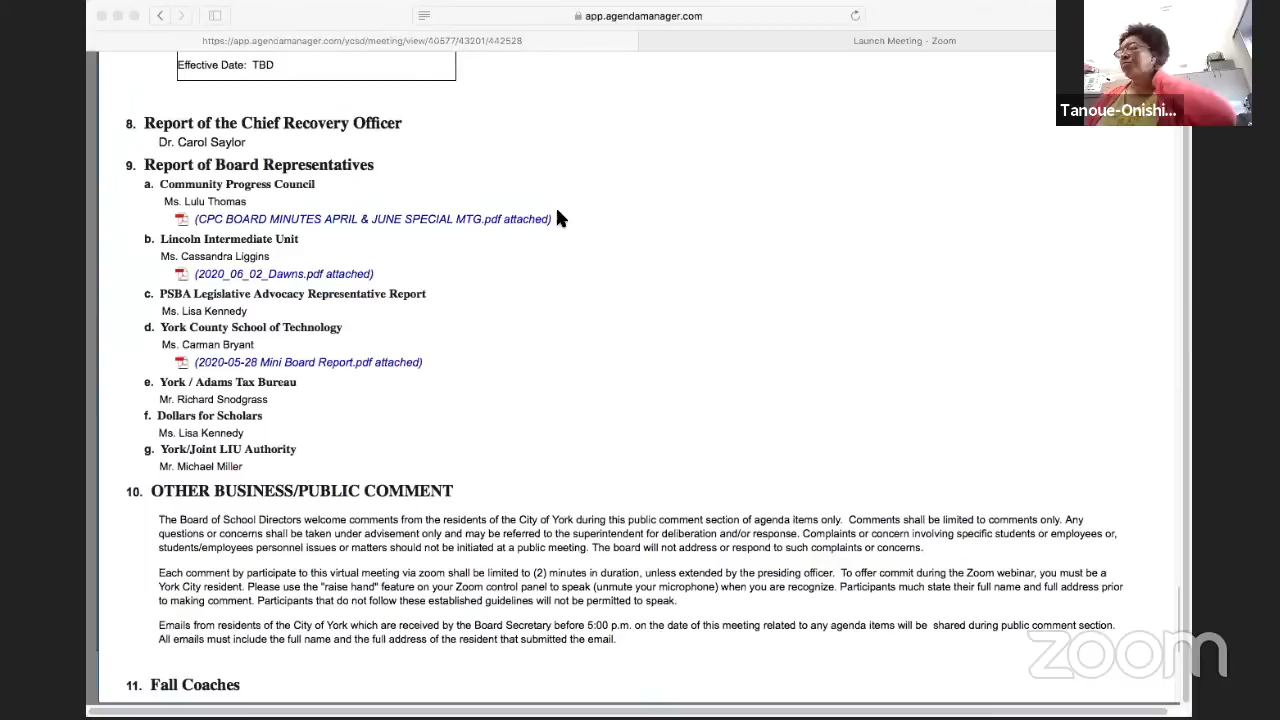 app.agendamanager.com
https://app.agendamanager.com/ycsd/meeting/view/40577/43201/442528
Launch Meeting - Zoom
Effective Date: TBD
Tanoue-Onishi...
8. Report of the Chief Recovery Officer
Dr. Carol Saylor
9. Report of Board Representatives
a. Community Progress Council
Ms. Lulu Thomas
(CPC BOARD MINUTES APRIL & JUNE SPECIAL MTG.pdf attached)
b. Lincoln Intermediate Unit
Ms. Cassandra Liggins
(2020_06_02_Dawns.pdf attached)
c. PSBA Legislative Advocacy Representative Report
Ms. Lisa Kennedy
d. York County School of Technology
Ms. Carman Bryant
(2020-05-28 Mini Board Report.pdf attached)
e. York / Adams Tax Bureau
Mr. Richard Snodgrass
f. Dollars for Scholars
Ms. Lisa Kennedy
g. York/Joint LIU Authority
Mr. Michael Miller
10. OTHER BUSINESS/PUBLIC COMMENT
The Board of School Directors welcome comments from the residents of the City of York during this public comment section of agenda items only. Comments shall be limited to comments only. Any
questions or concerns shall be taken under advisement only and may be referred to the superintendent for deliberation and/or response. Complaints or concern involving specific students or employees or,
students/employees personnel issues or matters should not be initiated at a public meeting. The board will not address or respond to such complaints or concerns.
Each comment by participate to this virtual meeting via zoom shall be limited to (2) minutes in duration, unless extended by the presiding officer. To offer commit during the Zoom webinar, you must be a
York City resident. Please use the "raise hand" feature on your Zoom control panel to speak (unmute your microphone) when you are recognize. Participants much state their full name and full address prior
to making comment. Participants that do not follow these established guidelines will not be permitted to speak.
Emails from residents of the City of York which are received by the Board Secretary before 5:00 p.m. on the date of this meeting related to any agenda items will be shared during public comment section.
All emails must include the full name and the full address of the resident that submitted the email.
zoom
11. Fall Coaches